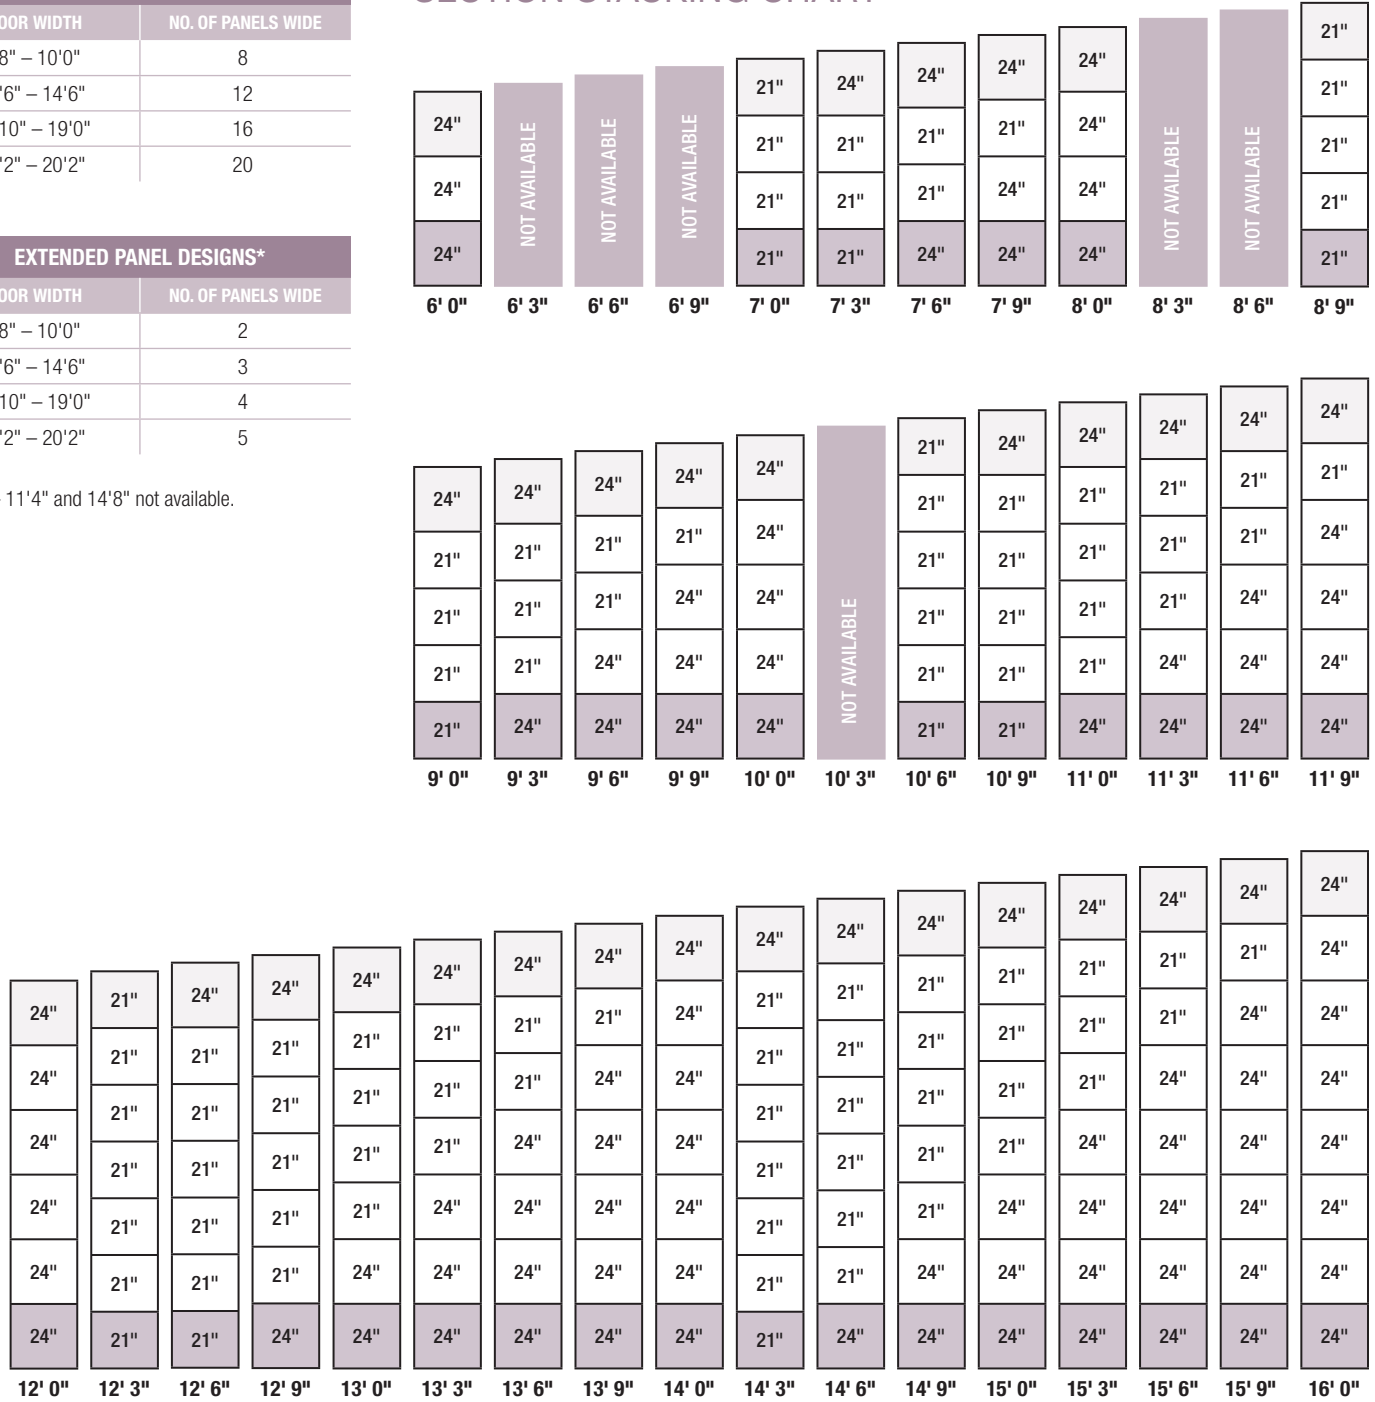 OOR WIDTH NO. OF PANELS WIDE
8" – 10'0" 8
'6" – 14'6" 12
10" – 19'0" 16
'2" – 20'2" 20
EXTENDED PANEL DESIGNS*
OOR WIDTH NO. OF PANELS WIDE
8" – 10'0" 2
'6" – 14'6" 3
10" – 19'0" 4
'2" – 20'2" 5
- 11'4" and 14'8" not available.
SECTION STACKING CHART
24" 24" 24" 6' 0"
NOT AVAILABLE 6' 3"
NOT AVAILABLE 6' 6"
NOT AVAILABLE 6' 9"
21" 21" 21" 21" 7' 0"
24" 21" 21" 21" 7' 3"
24" 21" 21" 24" 7' 6"
24" 21" 24" 24" 7' 9"
24" 24" 24" 24" 8' 0"
NOT AVAILABLE 8' 3"
NOT AVAILABLE 8' 6"
21" 21" 21" 21" 21" 8' 9"
24" 21" 21" 21" 21" 9' 0"
24" 21" 21" 21" 24" 9' 3"
24" 21" 21" 24" 24" 9' 6"
24" 21" 24" 24" 24" 9' 9"
24" 24" 24" 24" 24" 10' 0"
NOT AVAILABLE 10' 3"
21" 21" 21" 21" 21" 21" 10' 6"
24" 21" 21" 21" 21" 21" 10' 9"
24" 21" 21" 21" 21" 24" 11' 0"
24" 21" 21" 21" 24" 24" 11' 3"
24" 21" 21" 24" 24" 24" 11' 6"
24" 21" 24" 24" 24" 24" 11' 9"
24" 24" 24" 24" 24" 24" 12' 0"
21" 21" 21" 21" 21" 21" 21" 12' 3"
24" 21" 21" 21" 21" 21" 21" 12' 6"
24" 21" 21" 21" 21" 21" 24" 12' 9"
24" 21" 21" 21" 21" 24" 24" 13' 0"
24" 21" 21" 21" 24" 24" 24" 13' 3"
24" 21" 21" 24" 24" 24" 24" 13' 6"
24" 21" 24" 24" 24" 24" 24" 13' 9"
24" 24" 24" 24" 24" 24" 24" 14' 0"
24" 21" 21" 21" 21" 21" 21" 21" 14' 3"
24" 21" 21" 21" 21" 21" 21" 24" 14' 6"
24" 21" 21" 21" 21" 21" 24" 24" 14' 9"
24" 21" 21" 21" 21" 24" 24" 24" 15' 0"
24" 21" 21" 21" 24" 24" 24" 24" 15' 3"
24" 21" 21" 24" 24" 24" 24" 24" 15' 6"
24" 21" 24" 24" 24" 24" 24" 24" 15' 9"
24" 24" 24" 24" 24" 24" 24" 24" 16' 0"